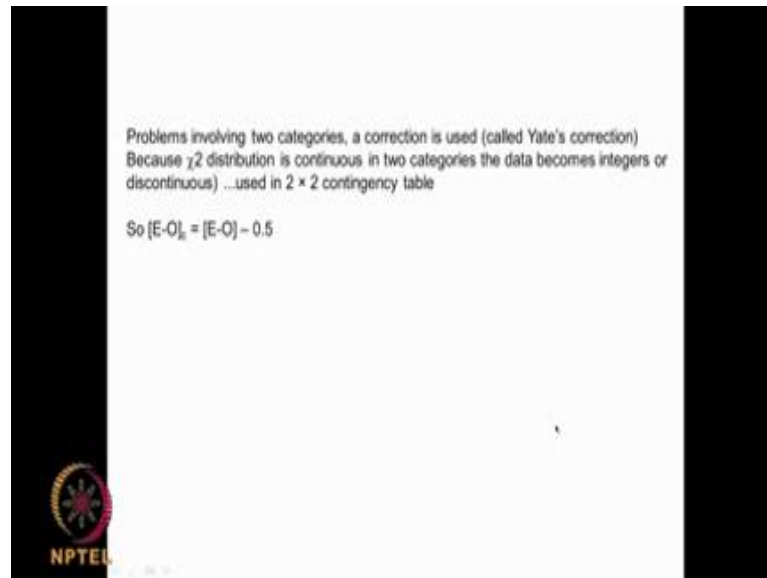 Problems involving two categories, a correction is used (called Yate's correction)
Because χ2 distribution is continuous in two categories the data becomes integers or
discontinuous) ...used in 2 × 2 contingency table
So [E-O] = [E-O] – 0.5
NPTEL